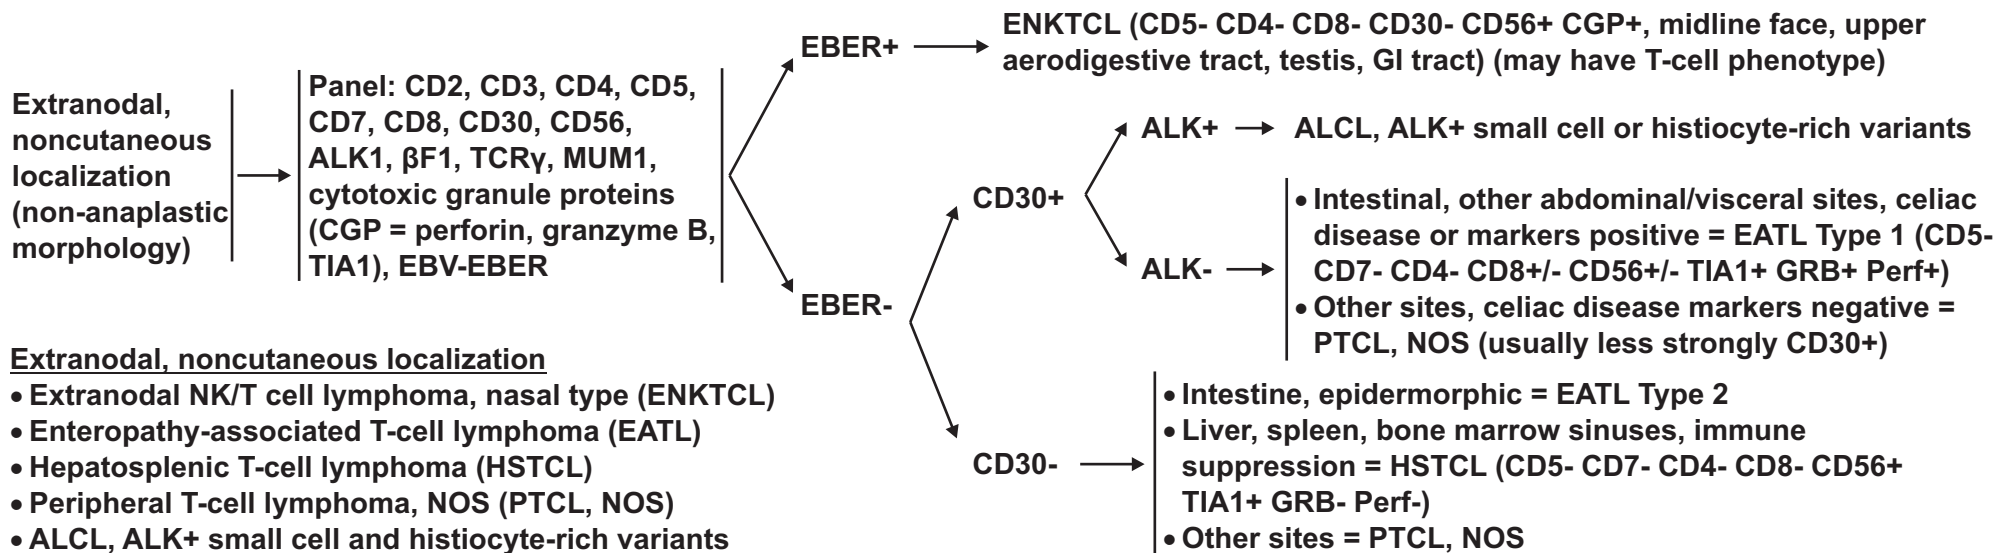 Extranodal,
noncutaneous
localization
(non-anaplastic
morphology)
Panel: CD2, CD3, CD4, CD5,
CD7, CD8, CD30, CD56,
ALK1, βF1, TCRγ, MUM1,
cytotoxic granule proteins
(CGP = perforin, granzyme B,
TIA1), EBV-EBER
EBER+
ENKTCL (CD5- CD4- CD8- CD30- CD56+ CGP+, midline face, upper
aerodigestive tract, testis, GI tract) (may have T-cell phenotype)
EBER-
CD30+
ALK+
ALCL, ALK+ small cell or histiocyte-rich variants
ALK-
• Intestinal, other abdominal/visceral sites, celiac
disease or markers positive = EATL Type 1 (CD5-
CD7- CD4- CD8+/- CD56+/- TIA1+ GRB+ Perf+)
• Other sites, celiac disease markers negative =
PTCL, NOS (usually less strongly CD30+)
CD30-
• Intestine, epidermorphic = EATL Type 2
• Liver, spleen, bone marrow sinuses, immune
suppression = HSTCL (CD5- CD7- CD4- CD8- CD56+
TIA1+ GRB- Perf-)
• Other sites = PTCL, NOS
Extranodal, noncutaneous localization
• Extranodal NK/T cell lymphoma, nasal type (ENKTCL)
• Enteropathy-associated T-cell lymphoma (EATL)
• Hepatosplenic T-cell lymphoma (HSTCL)
• Peripheral T-cell lymphoma, NOS (PTCL, NOS)
• ALCL, ALK+ small cell and histiocyte-rich variants